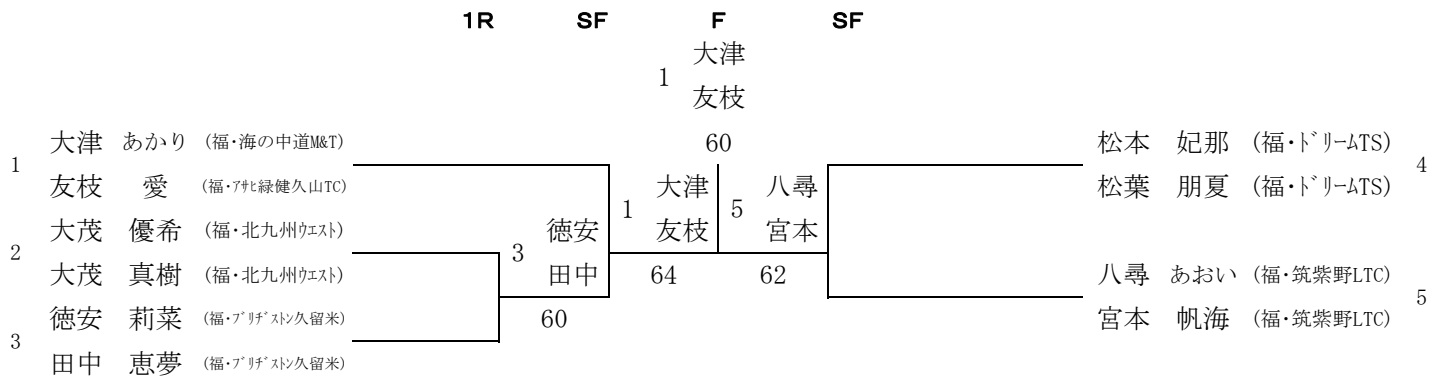 1R SF F SF
大津
1
友枝
大津 あかり (福・海の中道M&T) 60 松本 妃那 (福・ドリームTS)
1 4
友枝 愛 (福・アサヒ緑健久山TC) 大津 八尋 松葉 朋夏 (福・ドリームTS)
1 5
大茂 優希 (福・北九州ウエスト) 徳安 友枝 宮本
2 3
大茂 真樹 (福・北九州ウエスト) 田中 64 62 八尋 あおい (福・筑紫野LTC)
5
徳安 莉菜 (福・ブリヂストン久留米) 60 宮本 帆海 (福・筑紫野LTC)
3
田中 恵夢 (福・ブリヂストン久留米)